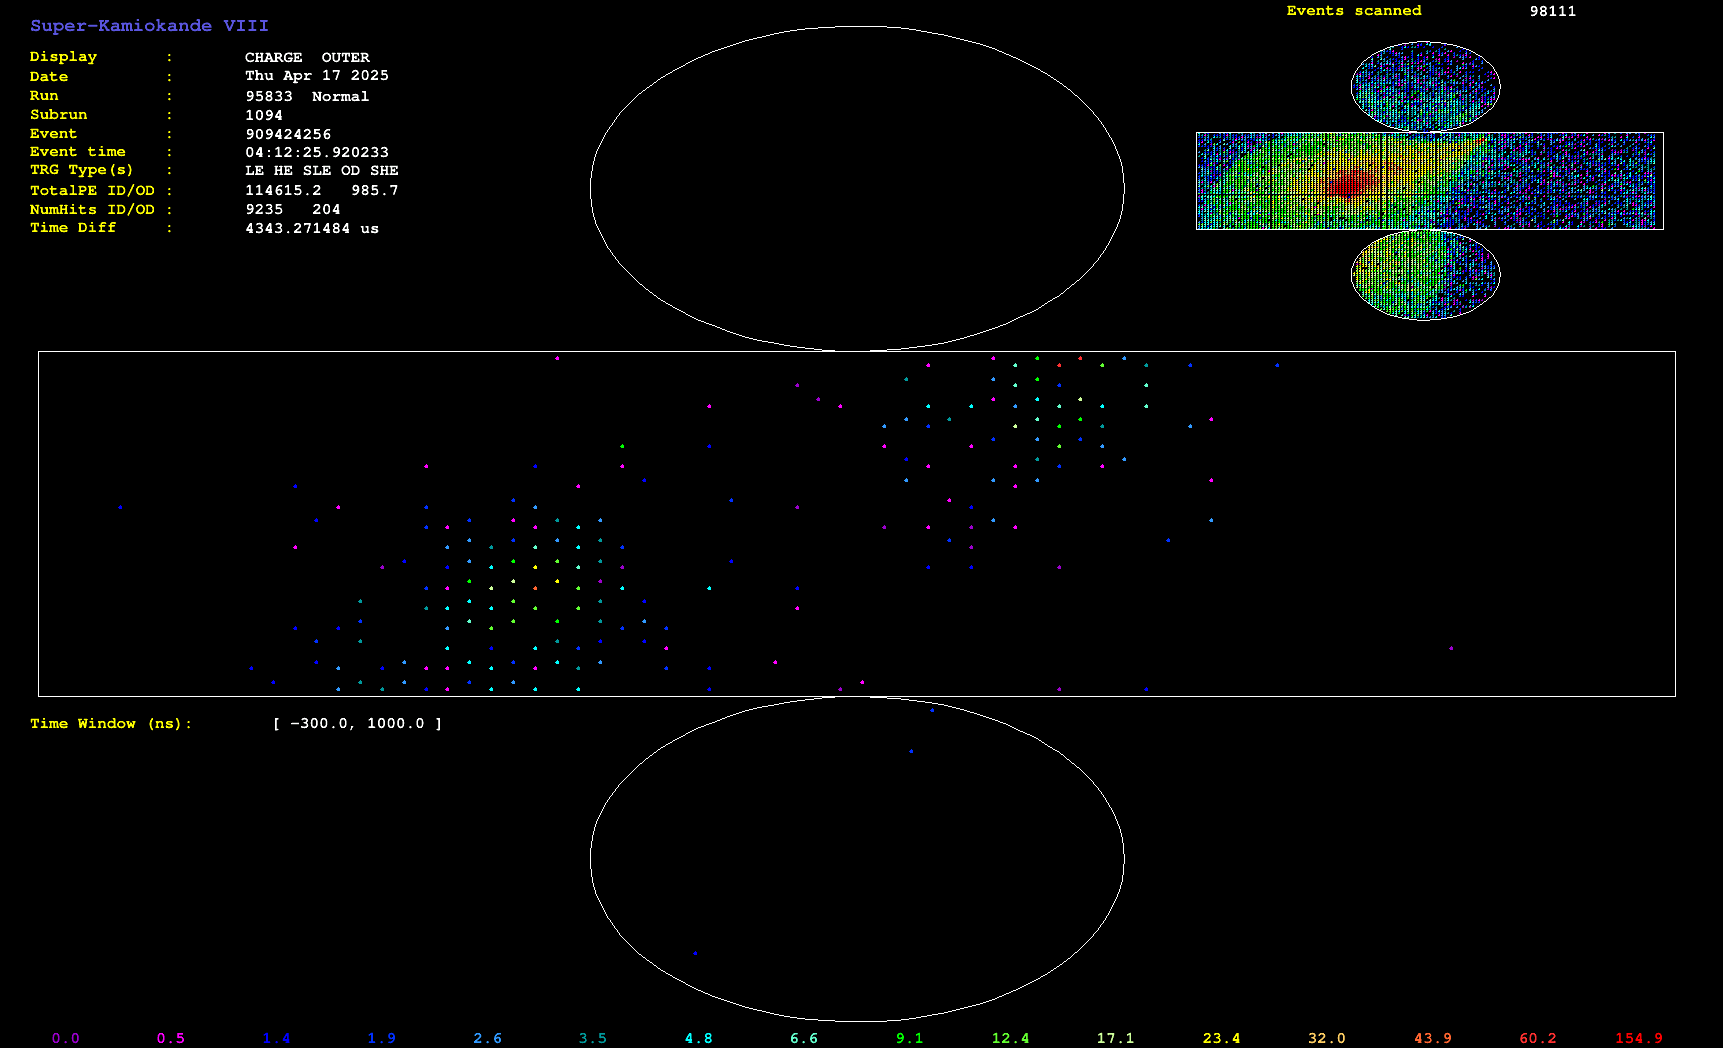 Super-Kamiokande VIII
Events scanned 98111
Display : CHARGE OUTER
Date : Thu Apr 17 2025
Run : 95833 Normal
Subrun : 1094
Event : 909424256
Event time : 04:12:25.920233
TRG Type(s) : LE HE SLE OD SHE
TotalPE ID/OD : 114615.2 985.7
NumHits ID/OD : 9235 204
Time Diff : 4343.271484 us
Time Window (ns): [ -300.0, 1000.0 ]
0.0 0.5 1.4 1.9 2.6 3.5 4.8 6.6 9.1 12.4 17.1 23.4 32.0 43.9 60.2 154.9